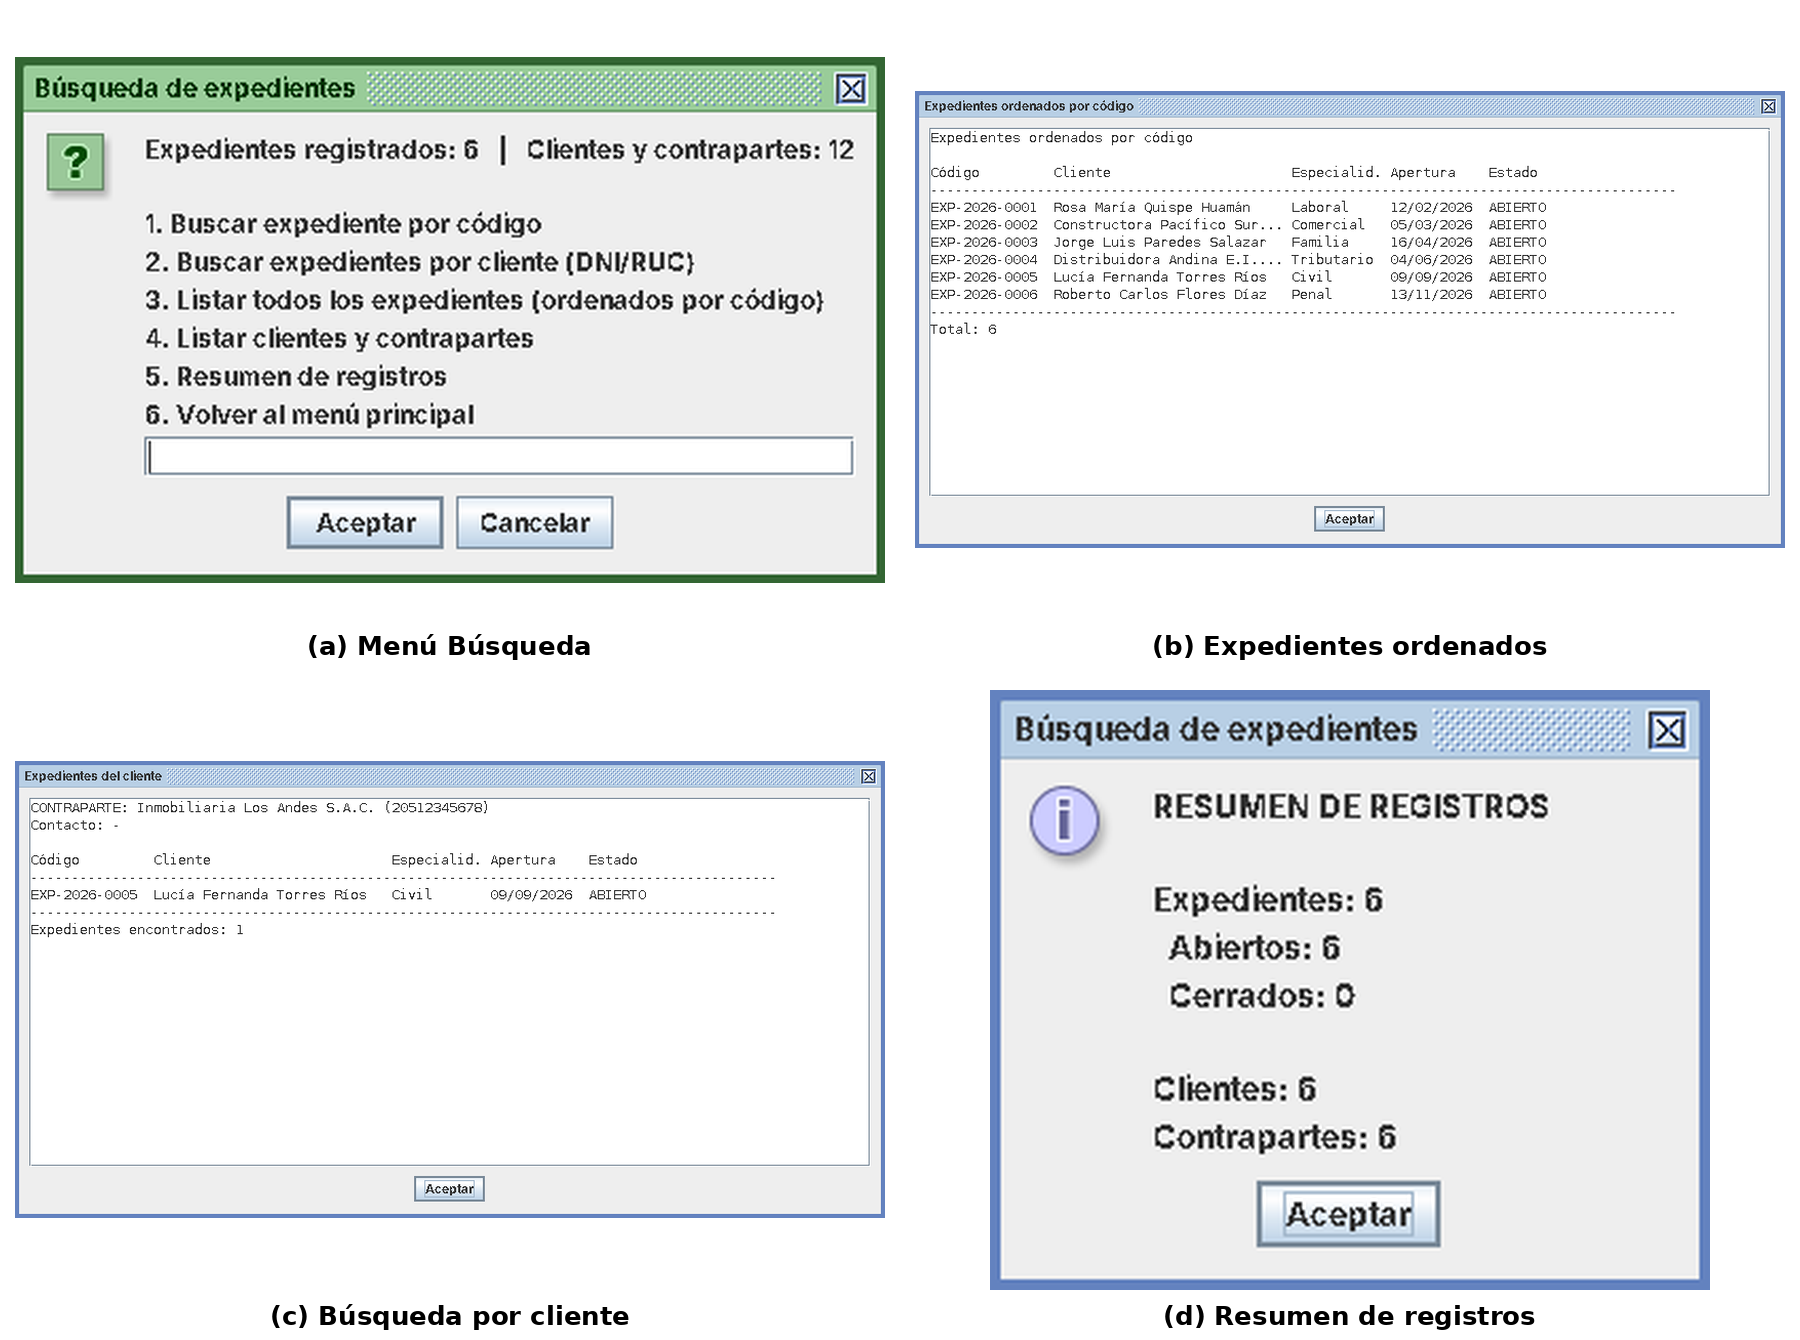 Búsqueda de expedientes
Expedientes registrados: 6 | Clientes y contrapartes: 12
1. Buscar expediente por código
2. Buscar expedientes por cliente (DNI/RUC)
3. Listar todos los expedientes (ordenados por código)
4. Listar clientes y contrapartes
5. Resumen de registros
6. Volver al menú principal
Aceptar Cancelar
(a) Menú Búsqueda
Expedientes ordenados por código
Expedientes ordenados por código
Código Cliente Especialid. Apertura Estado
-------------------------------------------------------------------------------------------
EXP-2026-0001 Rosa María Quispe Huamán Laboral 12/02/2026 ABIERTO
EXP-2026-0002 Constructora Pacífico Sur... Comercial 05/03/2026 ABIERTO
EXP-2026-0003 Jorge Luis Paredes Salazar Familia 16/04/2026 ABIERTO
EXP-2026-0004 Distribuidora Andina E.I.... Tributario 04/06/2026 ABIERTO
EXP-2026-0005 Lucía Fernanda Torres Ríos Civil 09/09/2026 ABIERTO
EXP-2026-0006 Roberto Carlos Flores Díaz Penal 13/11/2026 ABIERTO
-------------------------------------------------------------------------------------------
Total: 6
Aceptar
(b) Expedientes ordenados
Expedientes del cliente
CONTRAPARTE: Inmobiliaria Los Andes S.A.C. (20512345678)
Contacto: -
Código Cliente Especialid. Apertura Estado
-------------------------------------------------------------------------------------------
EXP-2026-0005 Lucía Fernanda Torres Ríos Civil 09/09/2026 ABIERTO
-------------------------------------------------------------------------------------------
Expedientes encontrados: 1
Aceptar
(c) Búsqueda por cliente
Búsqueda de expedientes
RESUMEN DE REGISTROS
Expedientes: 6
Abiertos: 6
Cerrados: 0
Clientes: 6
Contrapartes: 6
Aceptar
(d) Resumen de registros